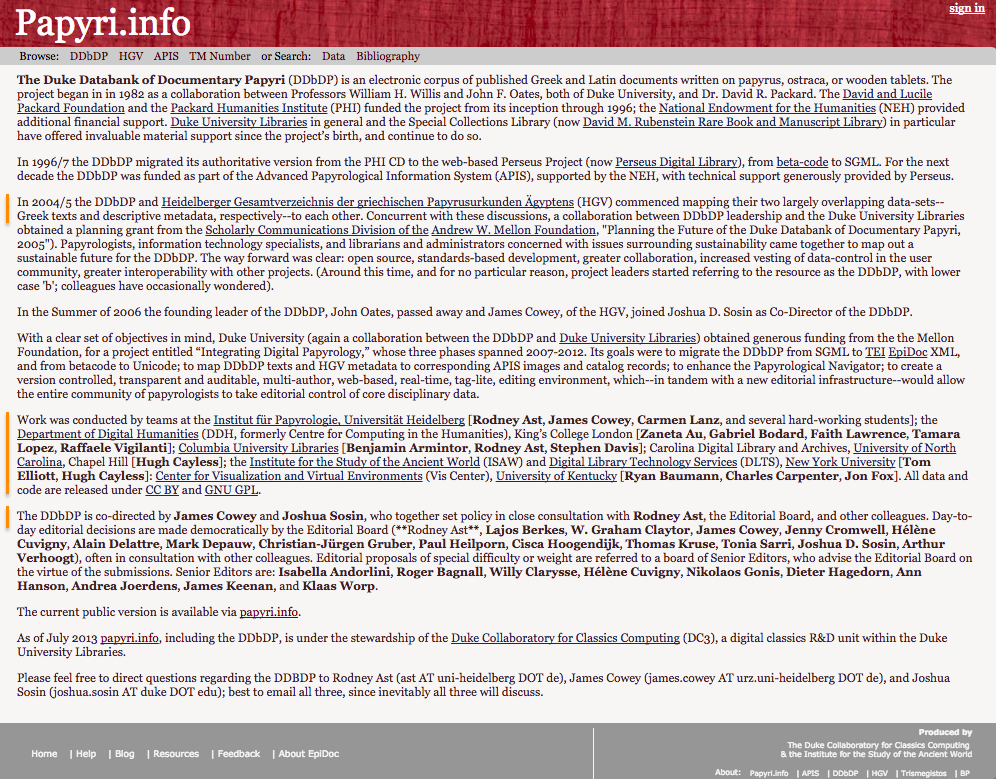 sign in
Papyri.info
Browse: DDbDP HGV APIS TM Number or Search: Data Bibliography
The Duke Databank of Documentary Papyri (DDbDP) is an electronic corpus of published Greek and Latin documents written on papyrus, ostraca, or wooden tablets. The
project began in in 1982 as a collaboration between Professors William H. Willis and John F. Oates, both of Duke University, and Dr. David R. Packard. The David and Lucile
Packard Foundation and the Packard Humanities Institute (PHI) funded the project from its inception through 1996; the National Endowment for the Humanities (NEH) provided
additional financial support. Duke University Libraries in general and the Special Collections Library (now David M. Rubenstein Rare Book and Manuscript Library) in particular
have offered invaluable material support since the project's birth, and continue to do so.
In 1996/7 the DDbDP migrated its authoritative version from the PHI CD to the web-based Perseus Project (now Perseus Digital Library), from beta-code to SGML. For the next
decade the DDbDP was funded as part of the Advanced Papyrological Information System (APIS), supported by the NEH, with technical support generously provided by Perseus.
In 2004/5 the DDbDP and Heidelberger Gesamtverzeichnis der griechischen Papyrusurkunden Ägyptens (HGV) commenced mapping their two largely overlapping data-sets--
Greek texts and descriptive metadata, respectively--to each other. Concurrent with these discussions, a collaboration between DDbDP leadership and the Duke University Libraries
obtained a planning grant from the Scholarly Communications Division of the Andrew W. Mellon Foundation, "Planning the Future of the Duke Databank of Documentary Papyri,
2005"). Papyrologists, information technology specialists, and librarians and administrators concerned with issues surrounding sustainability came together to map out a
sustainable future for the DDbDP. The way forward was clear: open source, standards-based development, greater collaboration, increased vesting of data-control in the user
community, greater interoperability with other projects. (Around this time, and for no particular reason, project leaders started referring to the resource as the DDbDP, with lower
case 'b'; colleagues have occasionally wondered).
In the Summer of 2006 the founding leader of the DDbDP, John Oates, passed away and James Cowey, of the HGV, joined Joshua D. Sosin as Co-Director of the DDbDP.
With a clear set of objectives in mind, Duke University (again a collaboration between the DDbDP and Duke University Libraries) obtained generous funding from the the Mellon
Foundation, for a project entitled “Integrating Digital Papyrology,” whose three phases spanned 2007-2012. Its goals were to migrate the DDbDP from SGML to TEI EpiDoc XML,
and from betacode to Unicode; to map DDbDP texts and HGV metadata to corresponding APIS images and catalog records; to enhance the Papyrological Navigator; to create a
version controlled, transparent and auditable, multi-author, web-based, real-time, tag-lite, editing environment, which--in tandem with a new editorial infrastructure--would allow
the entire community of papyrologists to take editorial control of core disciplinary data.
Work was conducted by teams at the Institut für Papyrologie, Universität Heidelberg [Rodney Ast, James Cowey, Carmen Lanz, and several hard-working students]; the
Department of Digital Humanities (DDH, formerly Centre for Computing in the Humanities), King's College London [Zaneta Au, Gabriel Bodard, Faith Lawrence, Tamara
Lopez, Raffaele Vigilanti]; Columbia University Libraries [Benjamin Armintor, Rodney Ast, Stephen Davis]; Carolina Digital Library and Archives, University of North
Carolina, Chapel Hill [Hugh Cayless]; the Institute for the Study of the Ancient World (ISAW) and Digital Library Technology Services (DLTS), New York University [Tom
Elliott, Hugh Cayless]: Center for Visualization and Virtual Environments (Vis Center), University of Kentucky [Ryan Baumann, Charles Carpenter, Jon Fox]. All data and
code are released under CC BY and GNU GPL.
The DDbDP is co-directed by James Cowey and Joshua Sosin, who together set policy in close consultation with Rodney Ast, the Editorial Board, and other colleagues. Day-to-
day editorial decisions are made democratically by the Editorial Board (**Rodney Ast**, Lajos Berkes, W. Graham Claytor, James Cowey, Jenny Cromwell, Hélène
Cuvigny, Alain Delattre, Mark Depauw, Christian-Jürgen Gruber, Paul Heilporn, Cisca Hoogendijk, Thomas Kruse, Tonia Sarri, Joshua D. Sosin, Arthur
Verhoogt), often in consultation with other colleagues. Editorial proposals of special difficulty or weight are referred to a board of Senior Editors, who advise the Editorial Board on
the virtue of the submissions. Senior Editors are: Isabella Andorlini, Roger Bagnall, Willy Clarysse, Hélène Cuvigny, Nikolaos Gonis, Dieter Hagedorn, Ann
Hanson, Andrea Joerdens, James Keenan, and Klaas Worp.
The current public version is available via papyri.info.
As of July 2013 papyri.info, including the DDbDP, is under the stewardship of the Duke Collaboratory for Classics Computing (DC3), a digital classics R&D unit within the Duke
University Libraries.
Please feel free to direct questions regarding the DDBDP to Rodney Ast (ast AT uni-heidelberg DOT de), James Cowey (james.cowey AT urz.uni-heidelberg DOT de), and Joshua
Sosin (joshua.sosin AT duke DOT edu); best to email all three, since inevitably all three will discuss.
Home | Help | Blog | Resources | Feedback | About EpiDoc
Produced by
The Duke Collaboratory for Classics Computing
& the Institute for the Study of the Ancient World
About: Papyri.info | APIS | DDbDP | HGV | Trismegistos | BP